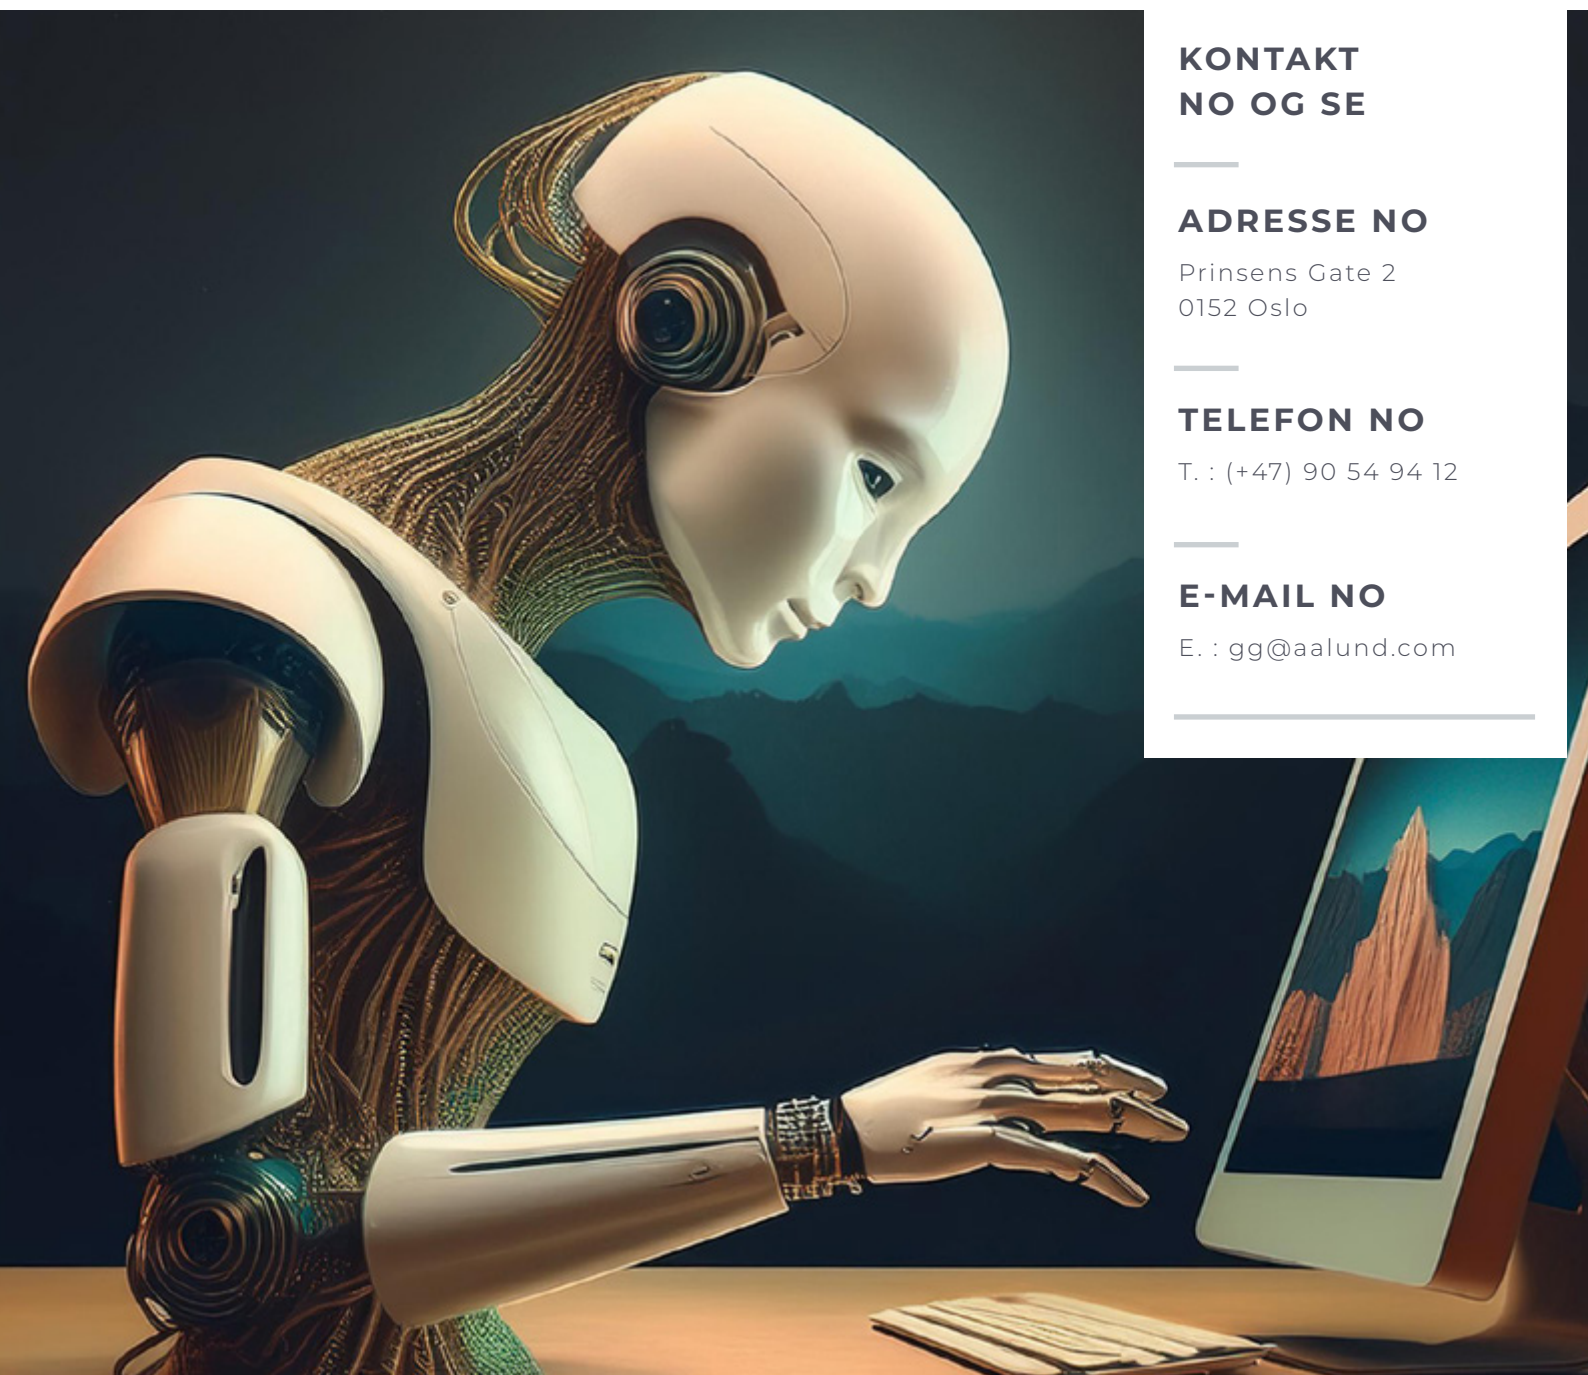 KONTAKT
NO OG SE
ADRESSE NO
Prinsens Gate 2
0152 Oslo
TELEFON NO
T. : (+47) 90 54 94 12
E-MAIL NO
E. : gg@aalund.com